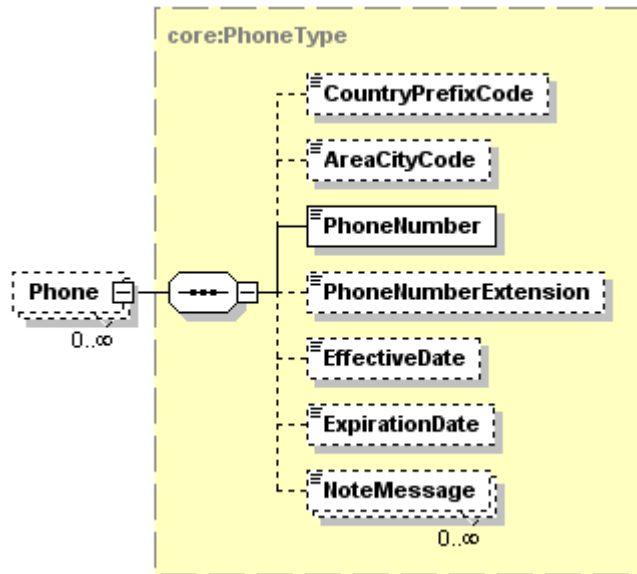 core:PhoneType
CountryPrefixCode
AreaCityCode
PhoneNumber
Phone
0..∞
PhoneNumberExtension
EffectiveDate
ExpirationDate
NoteMessage
0..∞